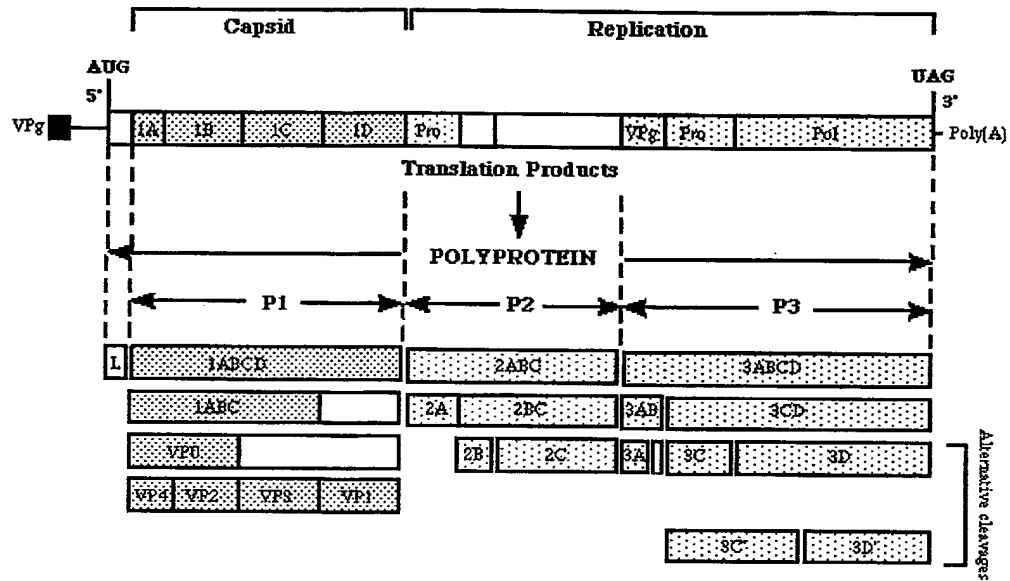 Capsid Replication
AUG UAG
5' 3'
VPg 1A 1B 1C 1D Pro VPg Pro Pol Poly(A)
Translation Products
POLYPROTEIN
P1 P2 P3
L 1ABCD 2ABC 3ABCD
1ABC 2A 2BC 3AB 3CD
VP0 2B 2C 3A 3C 3D
VP4 VP2 VP3 VP1
3C' 3D'
Alternative cleavages